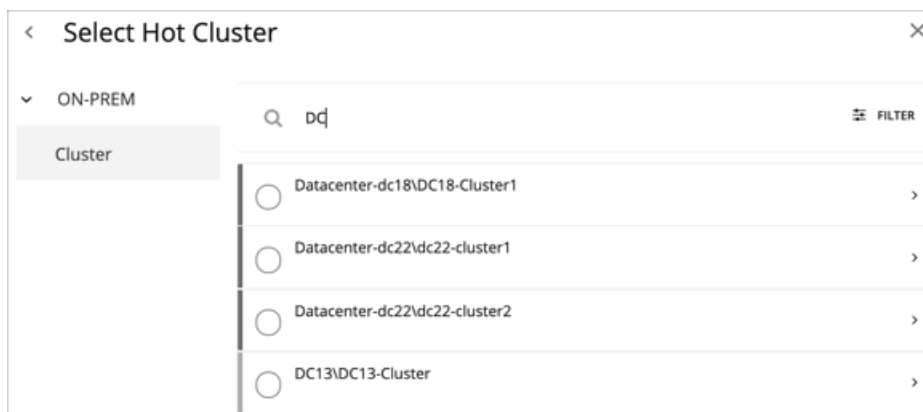 Select Hot Cluster
ON-PREM
Cluster
DC
FILTER
Datacenter-dc18\DC18-Cluster1
Datacenter-dc22\dc22-cluster1
Datacenter-dc22\dc22-cluster2
DC13\DC13-Cluster